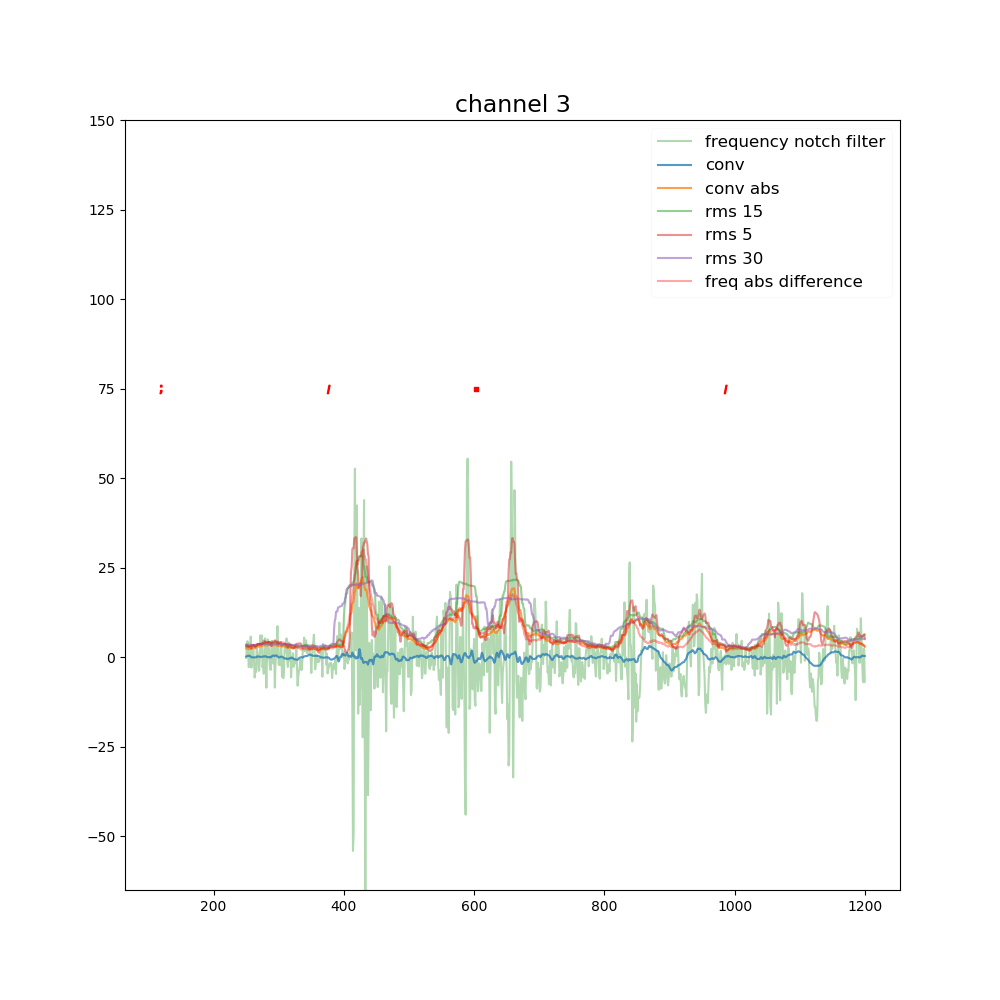 channel 3
150
125
100
75
50
25
0
−25
−50
frequency notch filter
conv
conv abs
rms 15
rms 5
rms 30
freq abs difference
; / . /
200 400 600 800 1000 1200